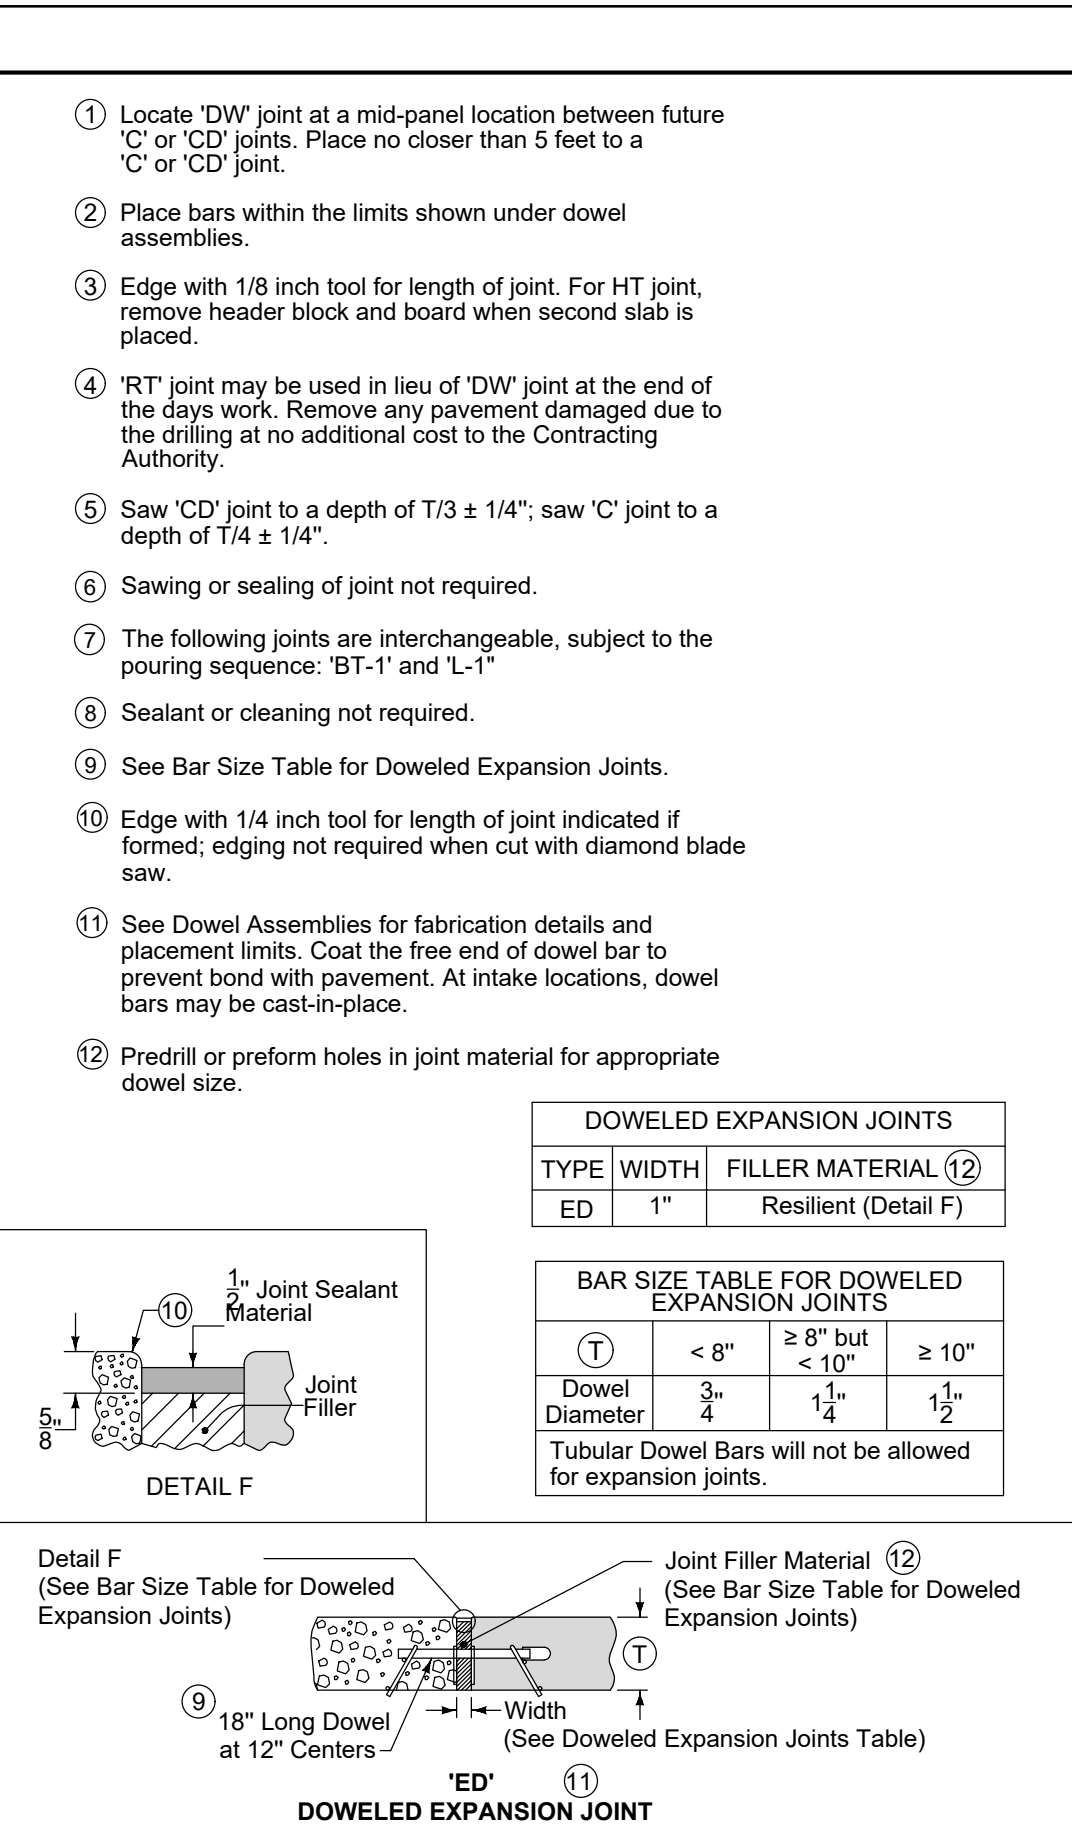 1 Locate 'DW' joint at a mid-panel location between future
'C' or 'CD' joints. Place no closer than 5 feet to a
'C' or 'CD' joint.
2 Place bars within the limits shown under dowel
assemblies.
3 Edge with 1/8 inch tool for length of joint. For HT joint,
remove header block and board when second slab is
placed.
4 'RT' joint may be used in lieu of 'DW' joint at the end of
the days work. Remove any pavement damaged due to
the drilling at no additional cost to the Contracting
Authority.
5 Saw 'CD' joint to a depth of T/3 ± 1/4"; saw 'C' joint to a
depth of T/4 ± 1/4".
6 Sawing or sealing of joint not required.
7 The following joints are interchangeable, subject to the
pouring sequence: 'BT-1' and 'L-1"
8 Sealant or cleaning not required.
9 See Bar Size Table for Doweled Expansion Joints.
10 Edge with 1/4 inch tool for length of joint indicated if
formed; edging not required when cut with diamond blade
saw.
11 See Dowel Assemblies for fabrication details and
placement limits. Coat the free end of dowel bar to
prevent bond with pavement. At intake locations, dowel
bars may be cast-in-place.
12 Predrill or preform holes in joint material for appropriate
dowel size.
DOWELED EXPANSION JOINTS
TYPE WIDTH FILLER MATERIAL 12
ED 1" Resilient (Detail F)
BAR SIZE TABLE FOR DOWELED
EXPANSION JOINTS
T < 8" ≥ 8" but < 10" ≥ 10"
Dowel Diameter 3/4" 1 1/4" 1 1/2"
Tubular Dowel Bars will not be allowed
for expansion joints.
10
1/2" Joint Sealant
Material
Joint
Filler
5/8"
DETAIL F
Detail F
(See Bar Size Table for Doweled
Expansion Joints)
Joint Filler Material 12
(See Bar Size Table for Doweled
Expansion Joints)
T
9
18" Long Dowel
at 12" Centers
Width
(See Doweled Expansion Joints Table)
'ED' 11
DOWELED EXPANSION JOINT